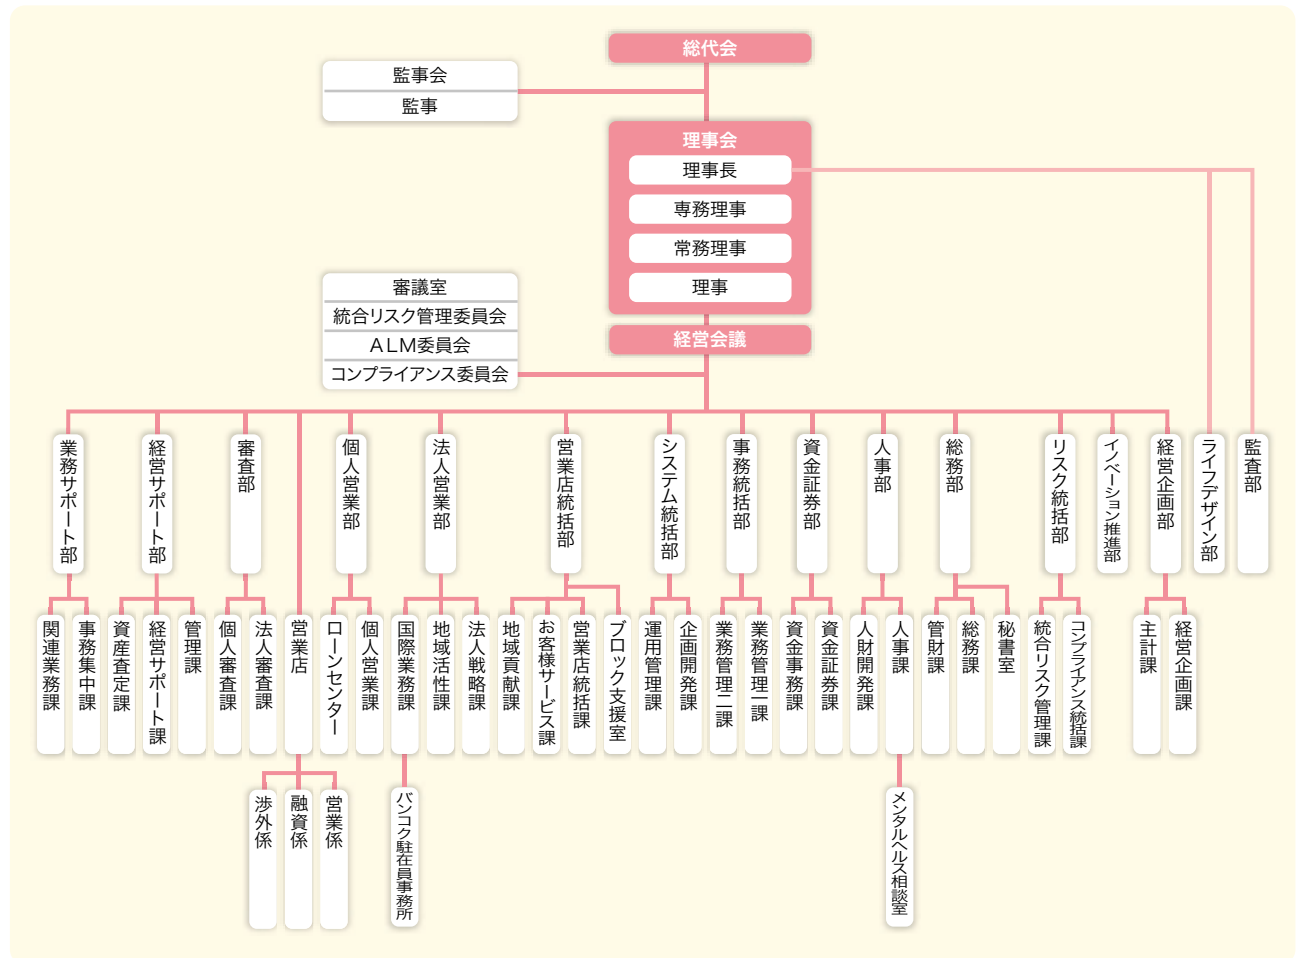 総代会
監事会
監事
理事会
理事長
専務理事
常務理事
理事
審議室
統合リスク管理委員会
ALM委員会
コンプライアンス委員会
経営会議
業務サポート部
経営サポート部
審査部
個人営業部
法人営業部
営業店統括部
システム統括部
事務統括部
資金証券部
人事部
総務部
リスク統括部
イノベーション推進部
経営企画部
ライフデザイン部
監査部
関連業務課
事務集中課
資産査定課
経営サポート課
管理課
個人審査課
法人審査課
営業店
ローンセンター
個人営業課
国際業務課
地域活性課
法人戦略課
地域貢献課
お客様サービス課
営業店統括課
ブロック支援室
運用管理課
企画開発課
業務管理二課
業務管理一課
資金事務課
資金証券課
人財開発課
人事課
管財課
総務課
秘書室
統合リスク管理課
コンプライアンス統括課
主計課
経営企画課
渉外係
融資係
営業係
バンコク駐在員事務所
メンタルヘルス相談室